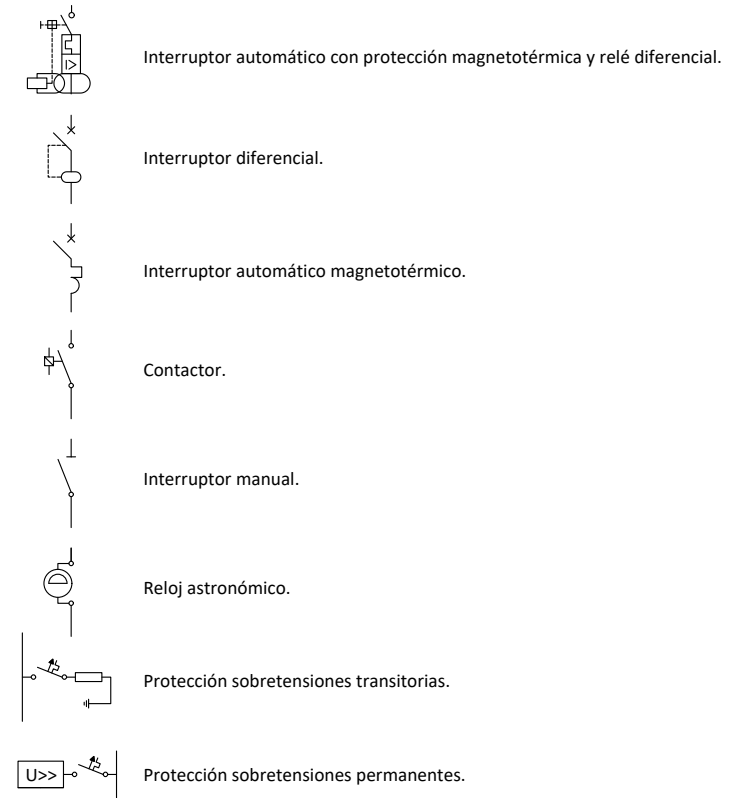 I>
Interruptor automático con protección magnetotérmica y relé diferencial.
Interruptor diferencial.
Interruptor automático magnetotérmico.
Contactor.
Interruptor manual.
Reloj astronómico.
Protección sobretensiones transitorias.
U>> Protección sobretensiones permanentes.